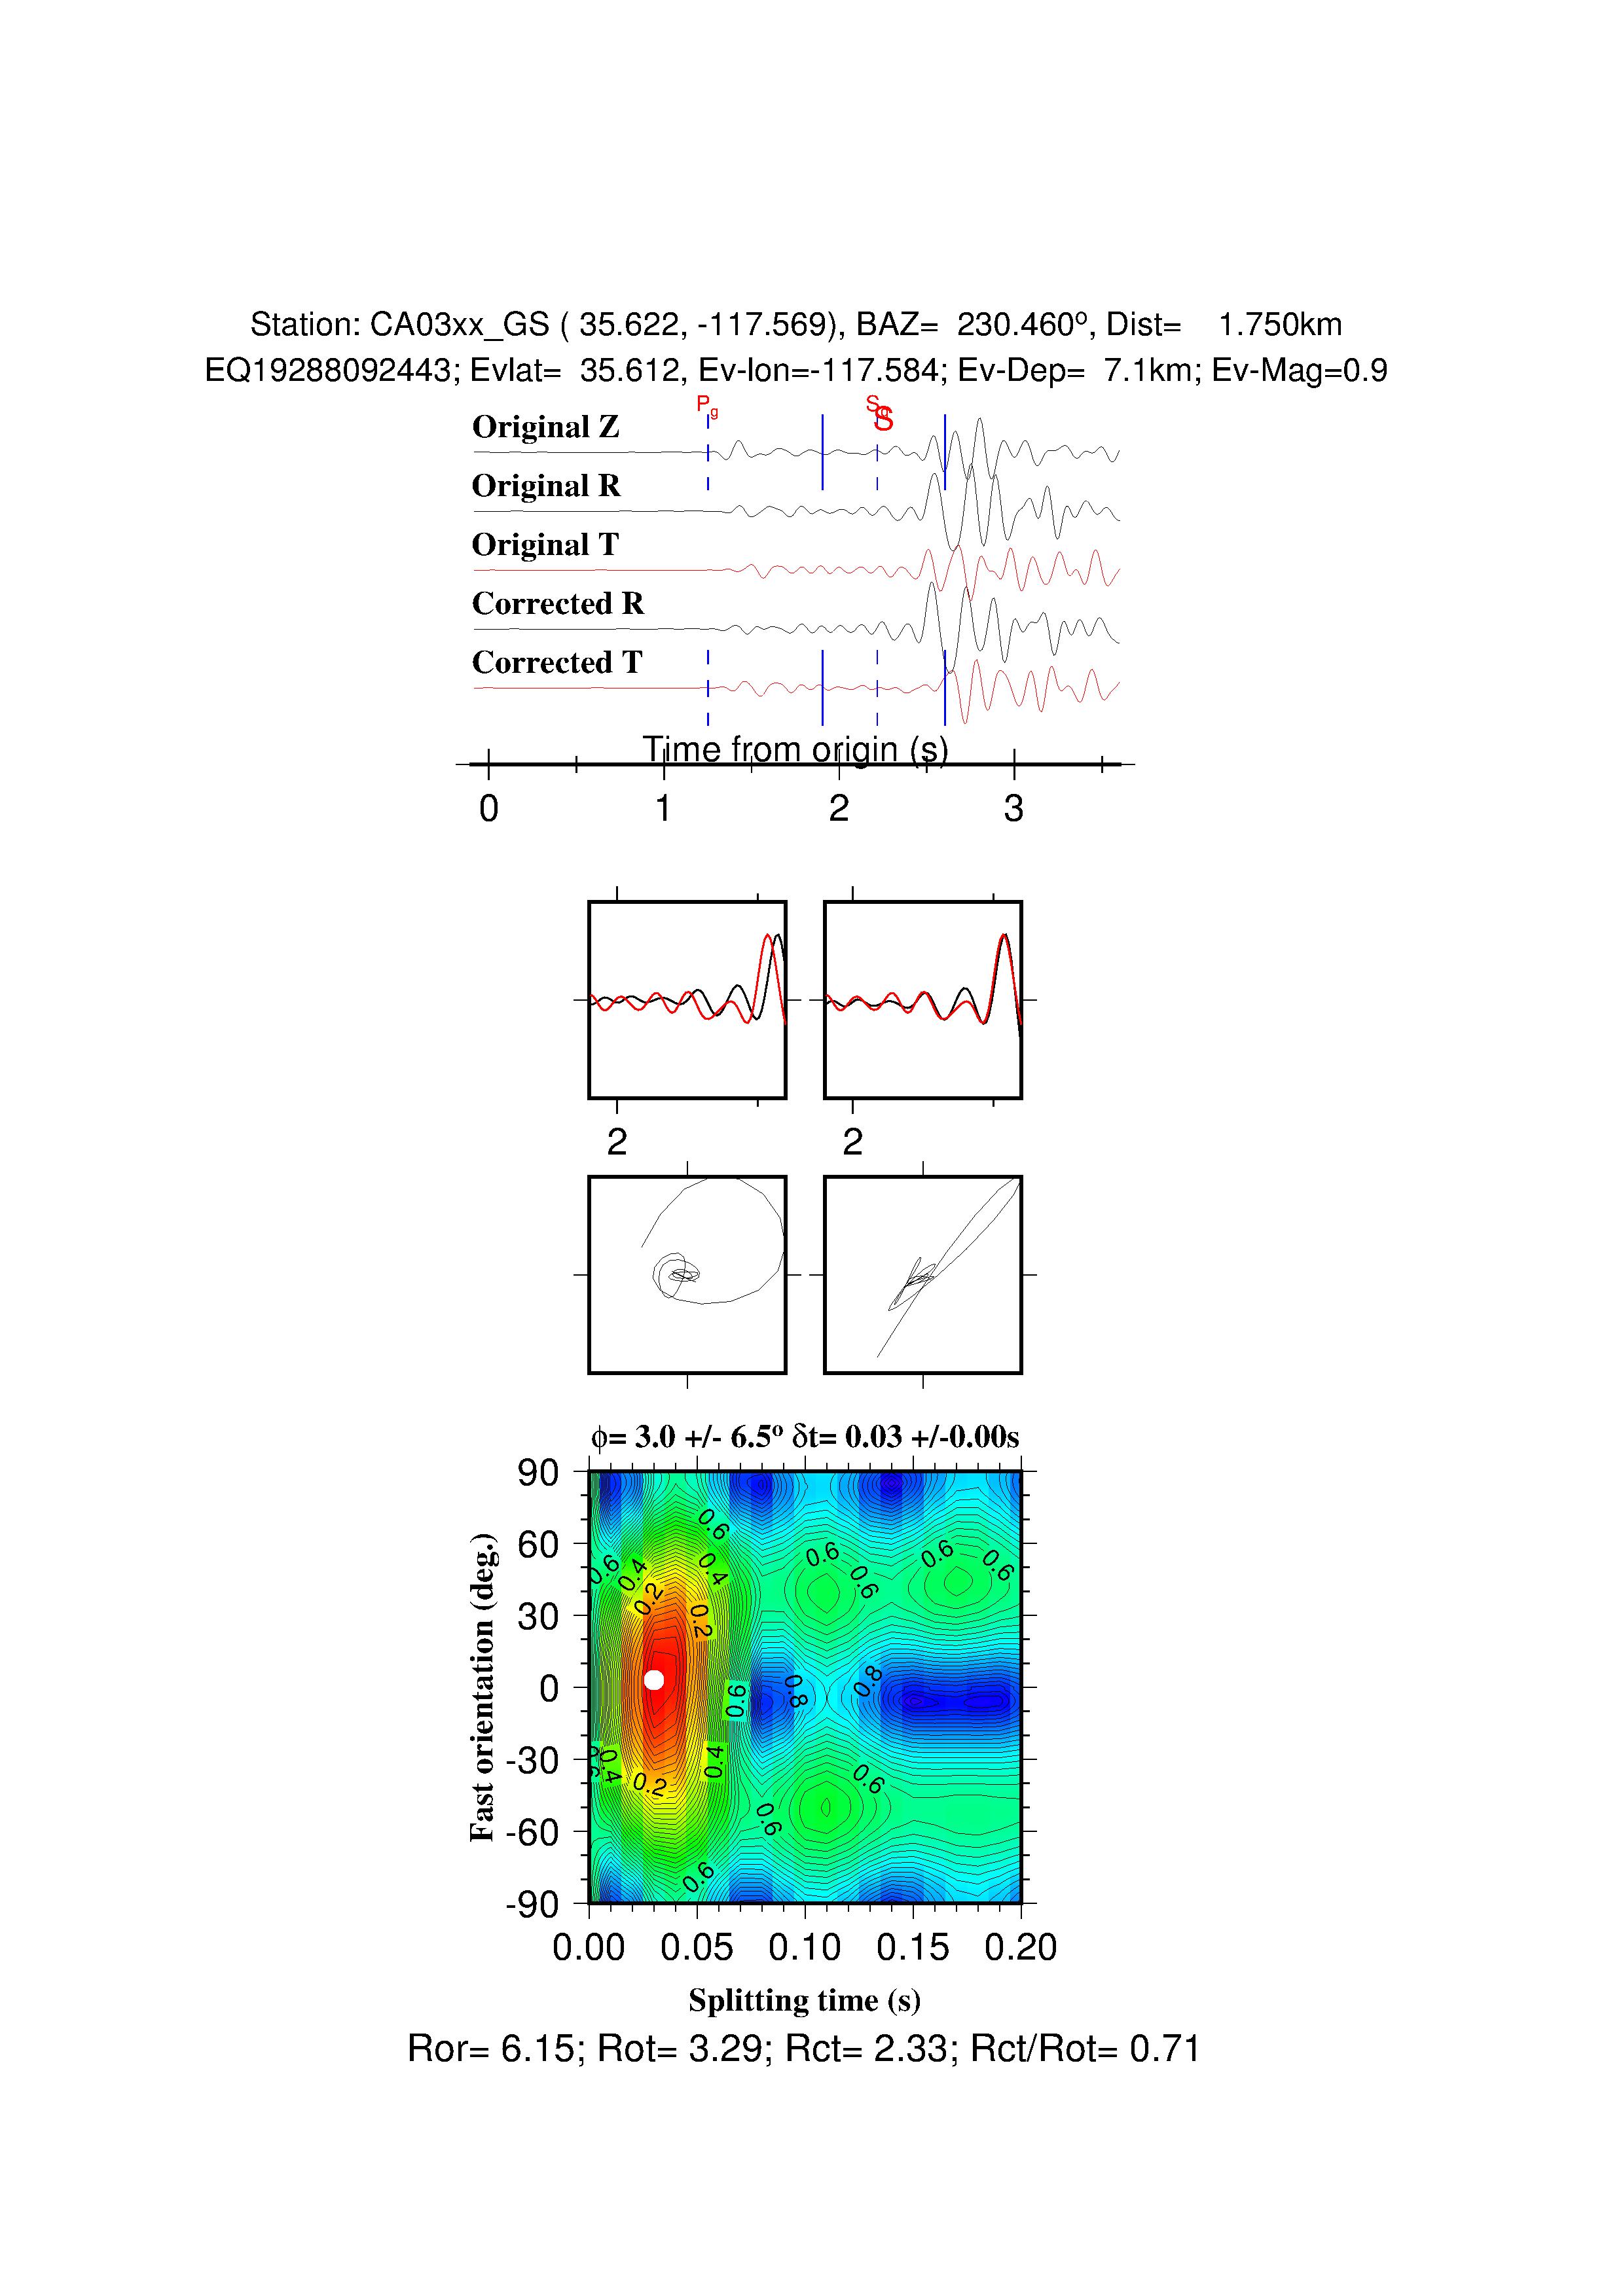 Station: CA03xx_GS ( 35.622, -117.569), BAZ= 230.460º, Dist= 1.750km
EQ19288092443; Evlat= 35.612, Ev-lon=-117.584; Ev-Dep= 7.1km; Ev-Mag=0.9
Pg Sg
S
Original Z
Original R
Original T
Corrected R
Corrected T
Time from origin (s)
0 1 2 3
2 2
ϕ= 3.0 +/- 6.5º δt= 0.03 +/-0.00s
Fast orientation (deg.)
90
60
30
0
-30
-60
-90
0.6
0.6 0.4 0.4 0.6 0.6 0.6 0.6
0.2 0.2
0.6 0.8 0.8
0.4 0.2 0.4 0.6
0.6 0.6
0.00 0.05 0.10 0.15 0.20
Splitting time (s)
Ror= 6.15; Rot= 3.29; Rct= 2.33; Rct/Rot= 0.71